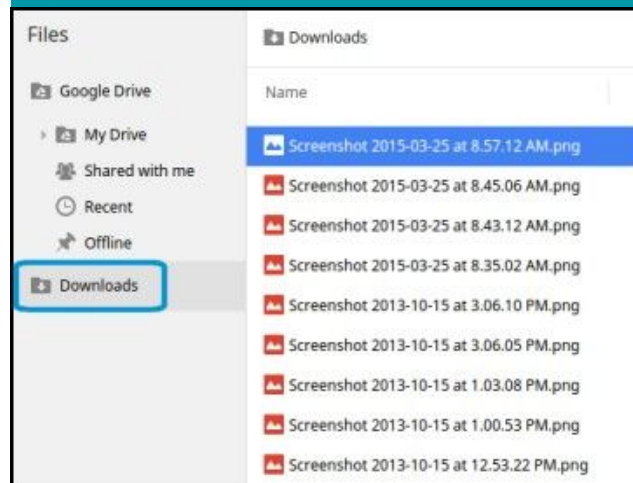 Files
Google Drive
My Drive
Shared with me
Recent
Offline
Downloads
Downloads
Name
Screenshot 2015-03-25 at 8.57.12 AM.png
Screenshot 2015-03-25 at 8.45.06 AM.png
Screenshot 2015-03-25 at 8.43.12 AM.png
Screenshot 2015-03-25 at 8.35.02 AM.png
Screenshot 2013-10-15 at 3.06.10 PM.png
Screenshot 2013-10-15 at 3.06.05 PM.png
Screenshot 2013-10-15 at 1.03.08 PM.png
Screenshot 2013-10-15 at 1.00.53 PM.png
Screenshot 2013-10-15 at 12.53.22 PM.png